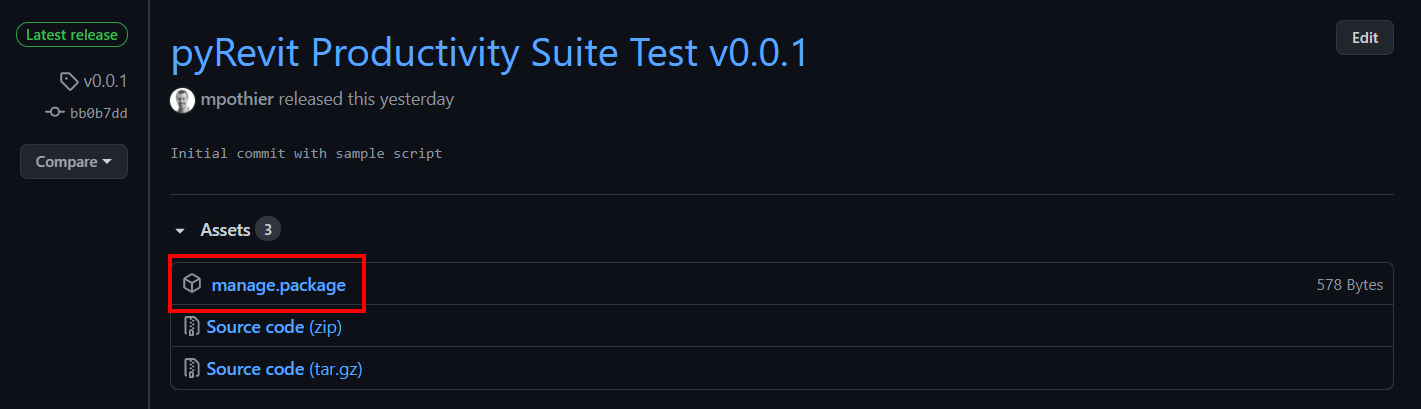 Latest release
v0.0.1
bb0b7dd
Compare
pyRevit Productivity Suite Test v0.0.1
Edit
mpothier released this yesterday
Initial commit with sample script
Assets 3
manage.package 578 Bytes
Source code (zip)
Source code (tar.gz)